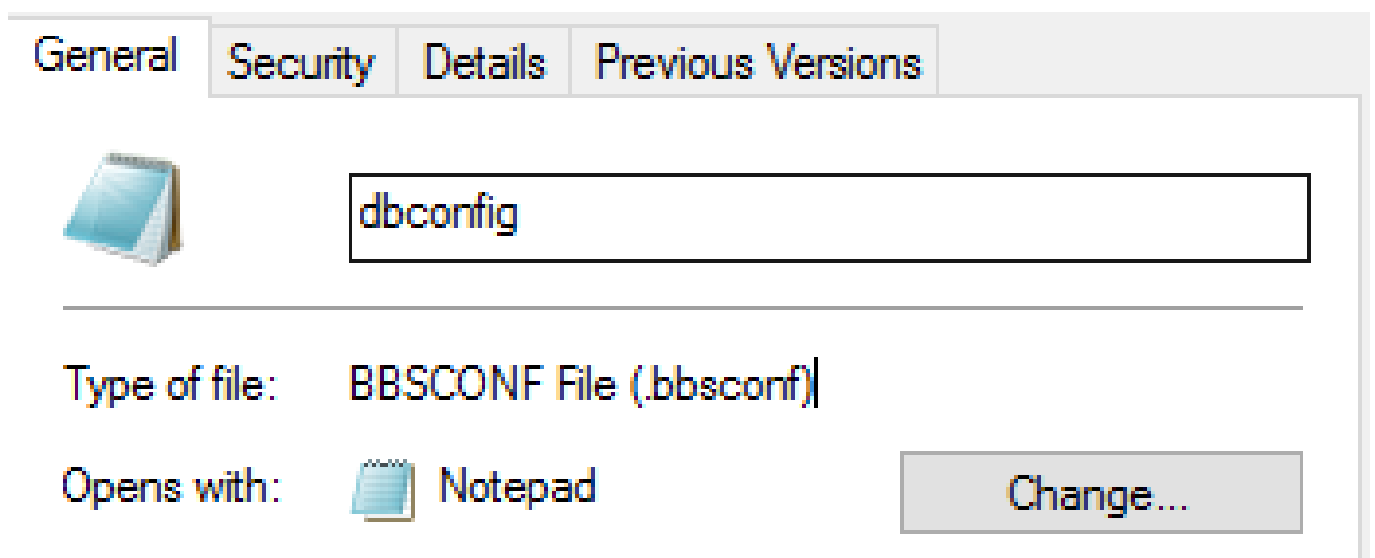 General Security Details Previous Versions
dbconfig
Type of file: BBSCONF File (.bbsconf)
Opens with: Notepad Change...